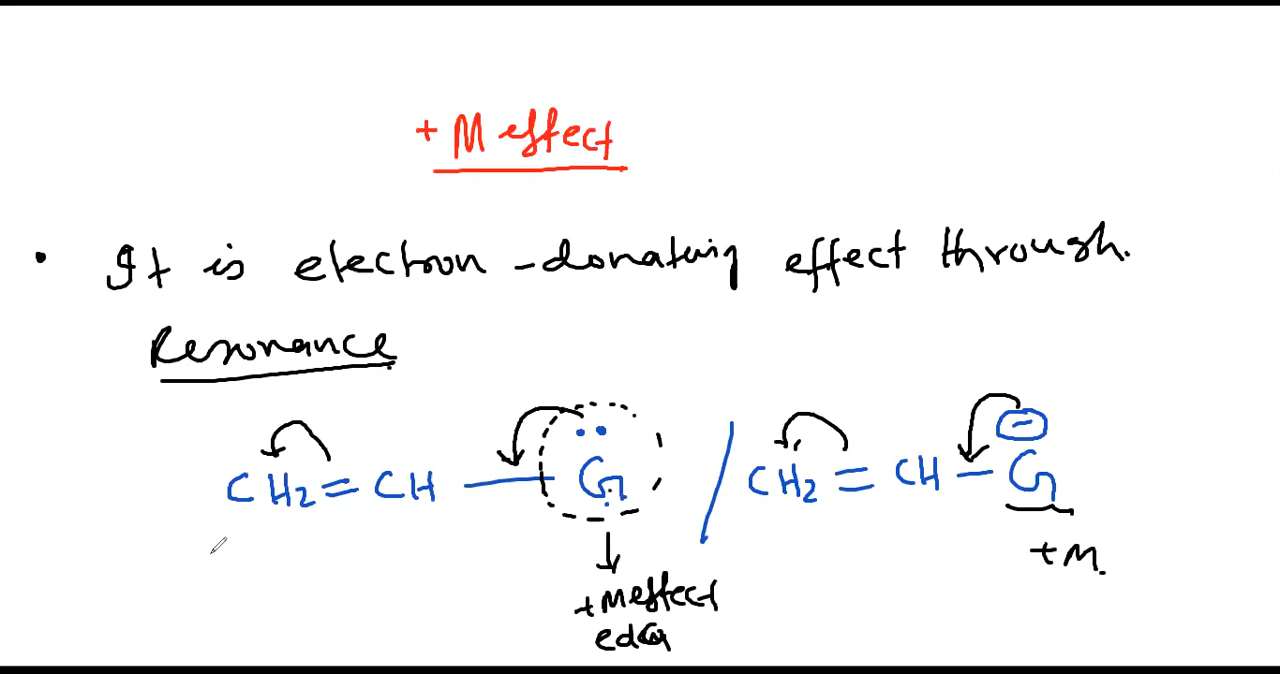 + M effect
• It is electron-donating effect through.
Resonance
CH2 = CH — G / CH2 = CH — G
⊖
+M effect
edG
+M.